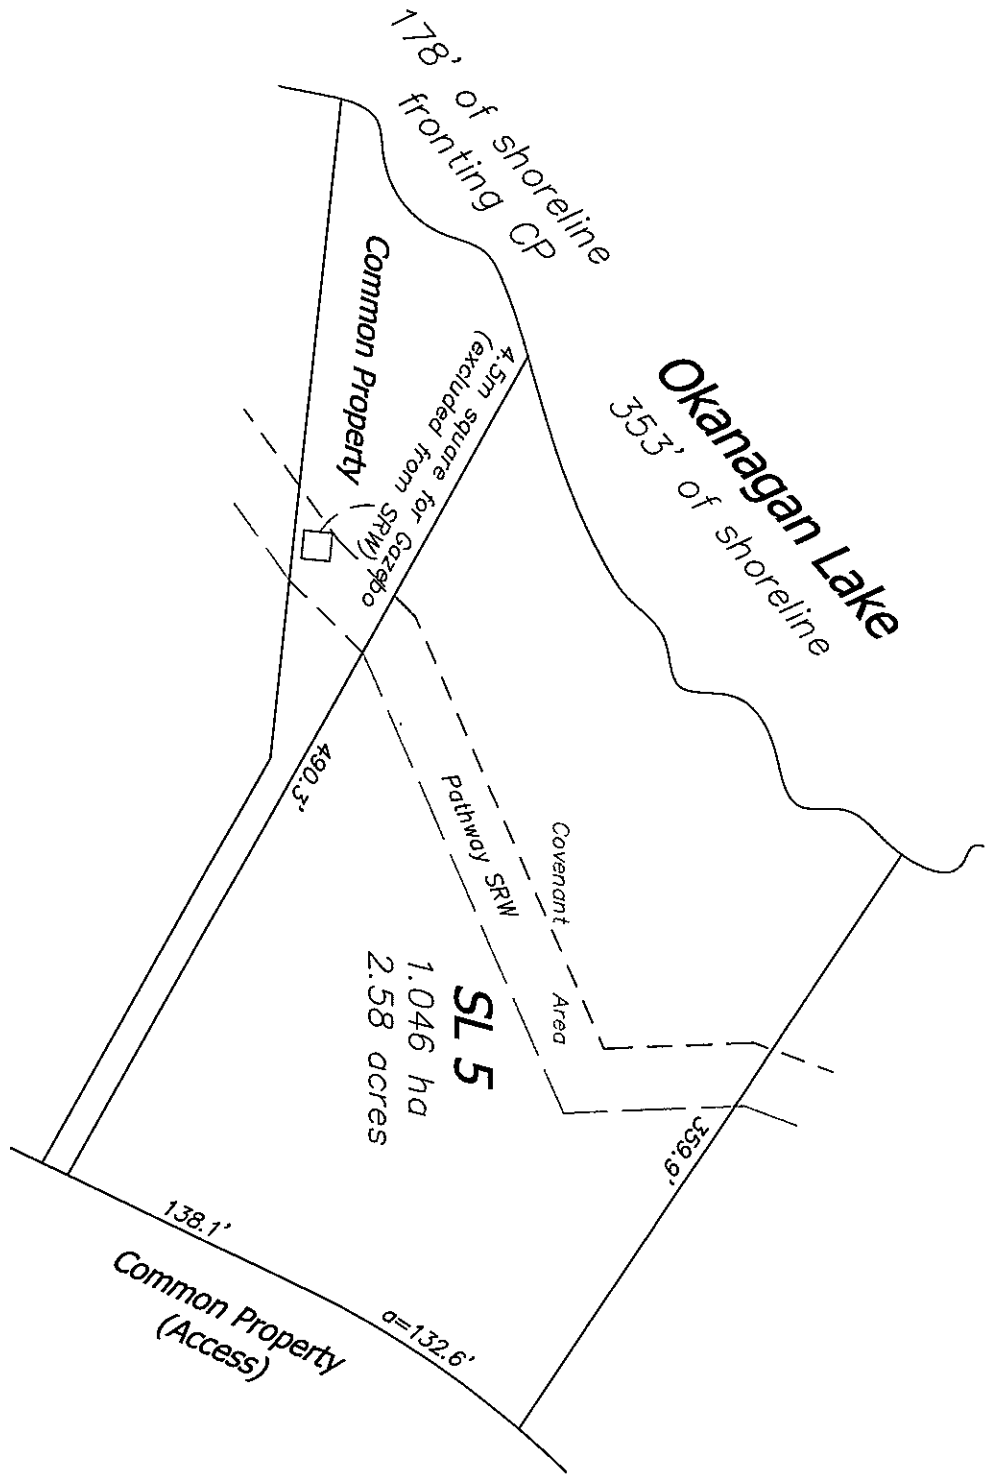 178' of shoreline
fronting CP
Okanagan Lake
353' of shoreline
Common Property
4.5m square for Gazebo
(excluded from SRW)
490.3'
Pathway SRW
Covenant Area
SL 5
1.046 ha
2.58 acres
359.9'
138.1'
a=132.6'
Common Property
(Access)